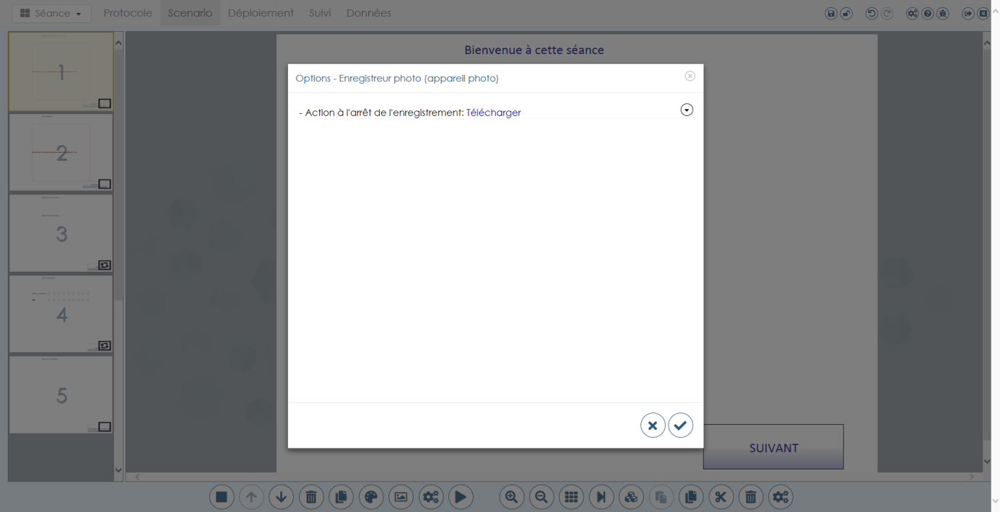 Séance
Protocole
Scenario
Déploiement
Suivi
Données
Bienvenue à cette séance
Options - Enregistreur photo (appareil photo)
- Action à l'arrêt de l'enregistrement: Télécharger
1
2
3
4
5
SUIVANT